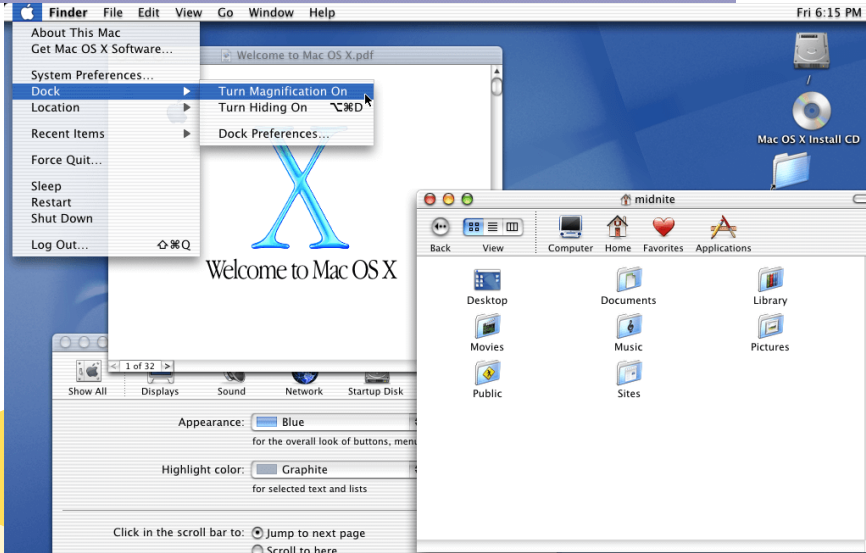 Finder File Edit View Go Window Help
Fri 6:15 PM
About This Mac
Get Mac OS X Software...
System Preferences...
Dock
Location
Recent Items
Force Quit...
Sleep
Restart
Shut Down
Log Out... ⇧⌘Q
Turn Magnification On
Turn Hiding On ⌥⌘D
Dock Preferences...
Welcome to Mac OS X.pdf
X
Welcome to Mac OS X
1 of 32
/
Mac OS X Install CD
midnite
Back View Computer Home Favorites Applications
Desktop Documents Library
Movies Music Pictures
Public Sites
Show All Displays Sound Network Startup Disk
Appearance: Blue
for the overall look of buttons, menu
Highlight color: Graphite
for selected text and lists
Click in the scroll bar to: Jump to next page
Scroll to here